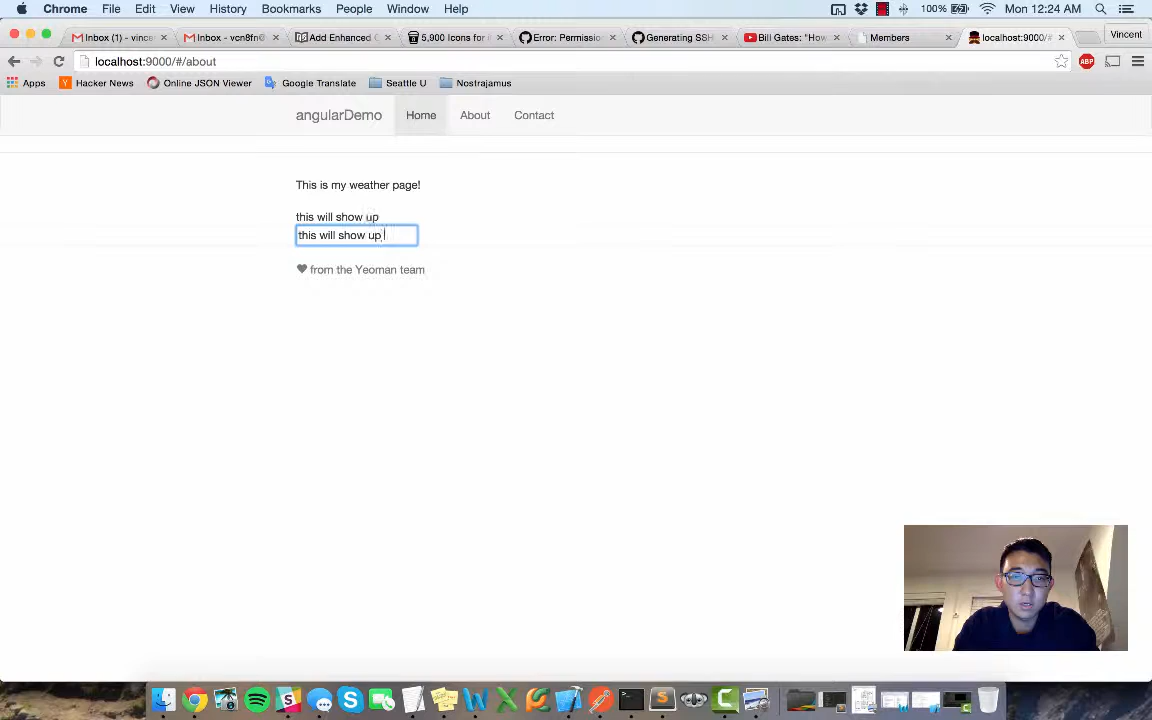 Chrome File Edit View History Bookmarks People Window Help 100% Mon 12:24 AM
Inbox (1) - vince Inbox - vcn8fn@ Add Enhanced 5,900 Icons for Error: Permissio Generating SSH Bill Gates: "How Members localhost:9000/# Vincent
localhost:9000/#/about ABP
Apps Hacker News Online JSON Viewer Google Translate Seattle U Nostrajamus
angularDemo Home About Contact
This is my weather page!
this will show up
this will show up
from the Yeoman team